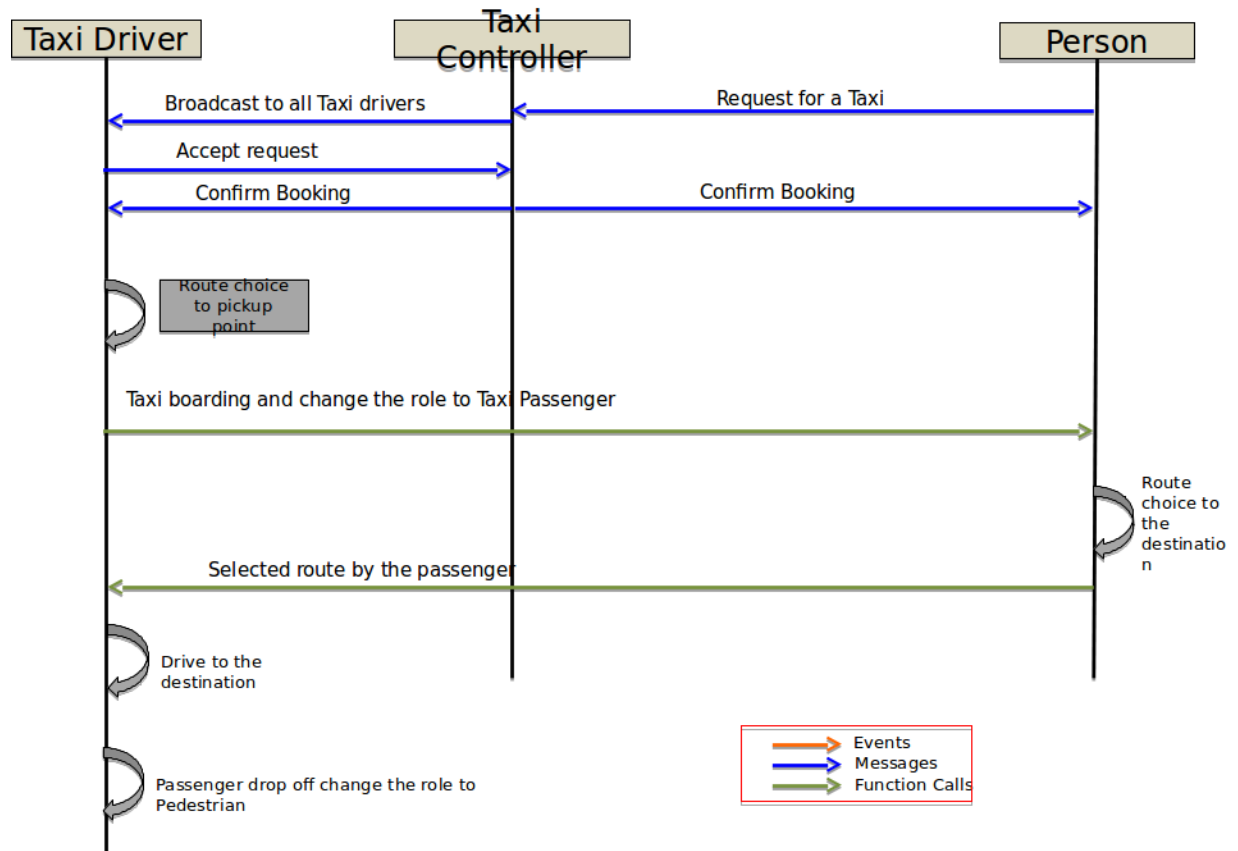 Taxi Driver
Taxi
Controller
Person
Request for a Taxi
Broadcast to all Taxi drivers
Accept request
Confirm Booking
Confirm Booking
Route choice
to pickup
point
Taxi boarding and change the role to Taxi Passenger
Route
choice to
the
destinatio
n
Selected route by the passenger
Drive to the
destination
Passenger drop off change the role to
Pedestrian
Events
Messages
Function Calls